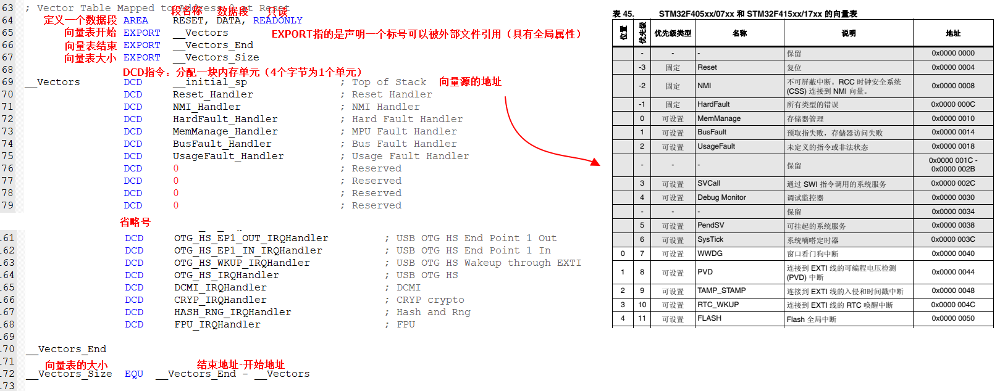 63 ; Vector Table Mapped to Address 0 at Reset
段名称 数据段 只读
定义一个数据段
64 AREA RESET, DATA, READONLY
向量表开始
65 EXPORT __Vectors
EXPORT指的是声明一个标号可以被外部文件引用（具有全局属性）
向量表结束
66 EXPORT __Vectors_End
向量表大小
67 EXPORT __Vectors_Size
68
DCD指令：分配一块内存单元（4个字节为1个单元）
69 __Vectors DCD __initial_sp ; Top of Stack
向量源的地址
70 DCD Reset_Handler ; Reset Handler
71 DCD NMI_Handler ; NMI Handler
72 DCD HardFault_Handler ; Hard Fault Handler
73 DCD MemManage_Handler ; MPU Fault Handler
74 DCD BusFault_Handler ; Bus Fault Handler
75 DCD UsageFault_Handler ; Usage Fault Handler
76 DCD 0 ; Reserved
77 DCD 0 ; Reserved
78 DCD 0 ; Reserved
79 DCD 0 ; Reserved
省略号
161 DCD OTG_HS_EP1_OUT_IRQHandler ; USB OTG HS End Point 1 Out
162 DCD OTG_HS_EP1_IN_IRQHandler ; USB OTG HS End Point 1 In
163 DCD OTG_HS_WKUP_IRQHandler ; USB OTG HS Wakeup through EXTI
164 DCD OTG_HS_IRQHandler ; USB OTG HS
165 DCD DCMI_IRQHandler ; DCMI
166 DCD CRYP_IRQHandler ; CRYP crypto
167 DCD HASH_RNG_IRQHandler ; Hash and Rng
168 DCD FPU_IRQHandler ; FPU
169
170 __Vectors_End
171
向量表的大小 结束地址-开始地址
172 __Vectors_Size EQU __Vectors_End - __Vectors
173
表 45. STM32F405xx/07xx 和 STM32F415xx/17xx 的向量表
位置 优先级 优先级类型 名称 说明 地址
- - - 保留 0x0000 0000
-3 固定 Reset 复位 0x0000 0004
-2 固定 NMI 不可屏蔽中断。RCC 时钟安全系统 0x0000 0008
(CSS) 连接到 NMI 向量。
-1 固定 HardFault 所有类型的错误 0x0000 000C
0 可设置 MemManage 存储器管理 0x0000 0010
1 可设置 BusFault 预取指失败，存储器访问失败 0x0000 0014
2 可设置 UsageFault 未定义的指令或非法状态 0x0000 0018
- - - 保留 0x0000 001C -
0x0000 002B
3 可设置 SVCall 通过 SWI 指令调用的系统服务 0x0000 002C
4 可设置 Debug Monitor 调试监控器 0x0000 0030
- - - 保留 0x0000 0034
5 可设置 PendSV 可挂起的系统服务 0x0000 0038
6 可设置 SysTick 系统嘀嗒定时器 0x0000 003C
0 7 可设置 WWDG 窗口看门狗中断 0x0000 0040
1 8 可设置 PVD 连接到 EXTI 线的可编程电压检测 0x0000 0044
(PVD) 中断
2 9 可设置 TAMP_STAMP 连接到 EXTI 线的入侵和时间戳中断 0x0000 0048
3 10 可设置 RTC_WKUP 连接到 EXTI 线的 RTC 唤醒中断 0x0000 004C
4 11 可设置 FLASH Flash 全局中断 0x0000 0050